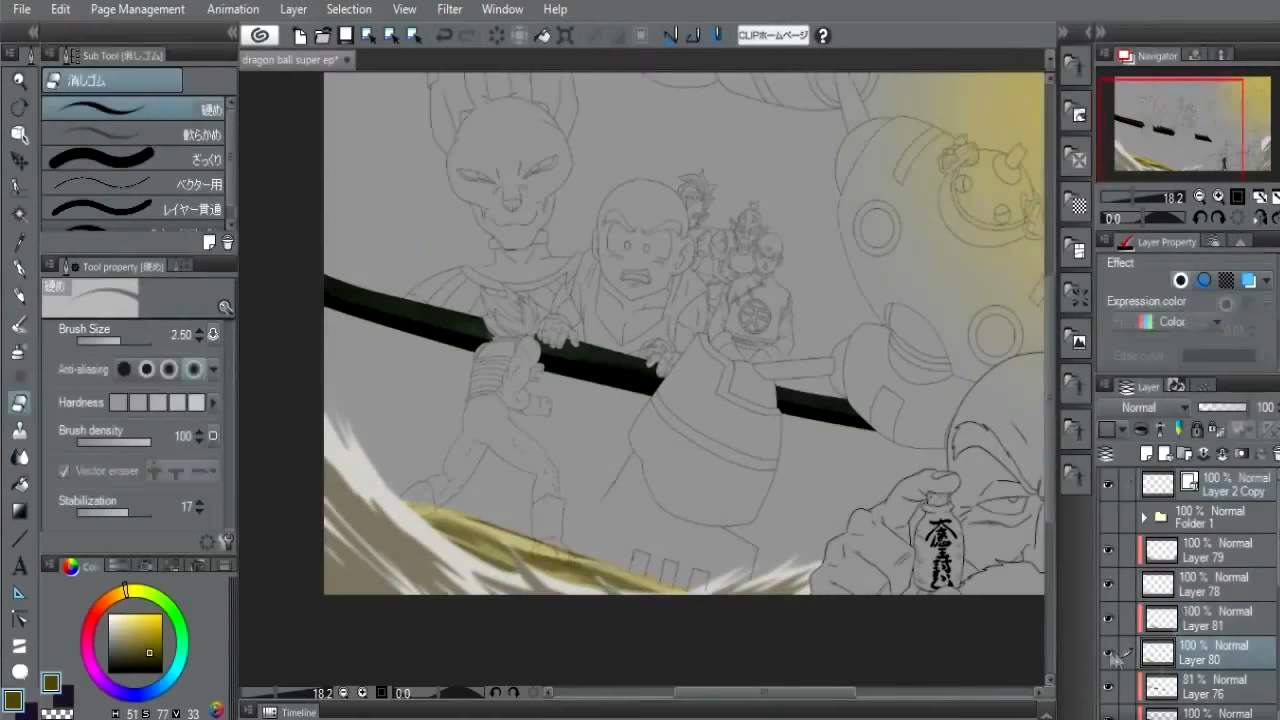 File Edit Page Management Animation Layer Selection View Filter Window Help
CLIPホームページ
Sub Tool [消しゴム]
dragon ball super ep*
Navigator
消しゴム
硬め
軟らかめ
ざっくり
ベクター用
レイヤー貫通
18.2
0.0
Tool property [硬め]
Layer Property
硬め
Effect
Expression color
Color
Brush Size 2.50
Anti-aliasing
Hardness
Brush density 100
Vector eraser
Stabilization 17
Layer
Normal 100
100 % Normal
Layer 2 Copy
100 % Normal
Folder 1
100 % Normal
Layer 79
100 % Normal
Layer 78
100 % Normal
Layer 81
100 % Normal
Layer 80
81 % Normal
Layer 76
100 % Normal
18.2 0.0
H 51 S 77 V 33
Timeline